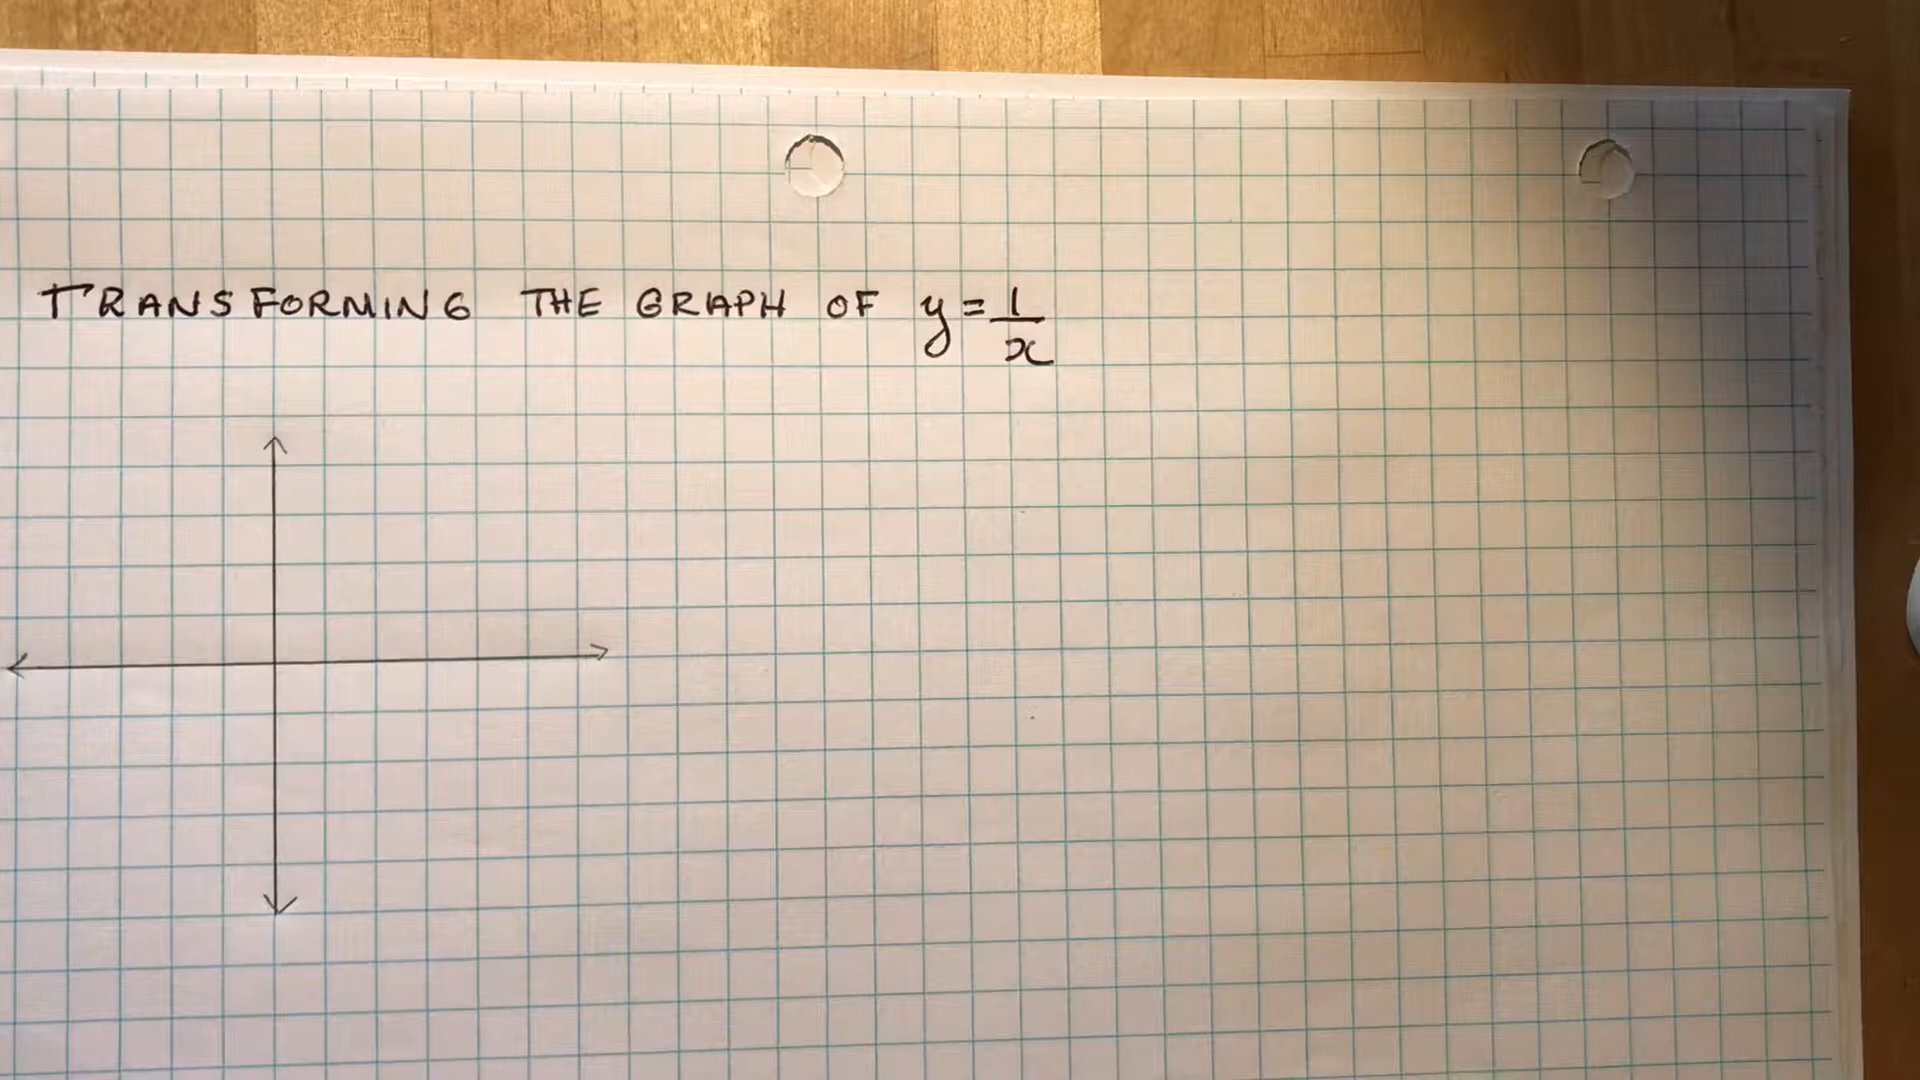 TRANSFORMING THE GRAPH OF y = 1/x